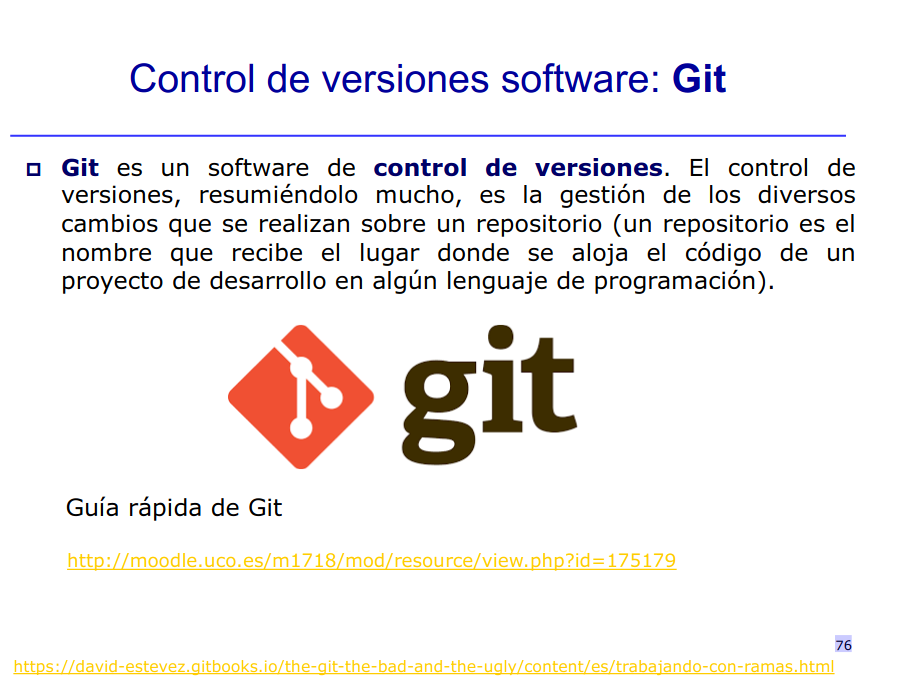 Control de versiones software: Git
Git es un software de control de versiones. El control de
versiones, resumiéndolo mucho, es la gestión de los diversos
cambios que se realizan sobre un repositorio (un repositorio es el
nombre que recibe el lugar donde se aloja el código de un
proyecto de desarrollo en algún lenguaje de programación).
git
Guía rápida de Git
http://moodle.uco.es/m1718/mod/resource/view.php?id=175179
76
https://david-estevez.gitbooks.io/the-git-the-bad-and-the-ugly/content/es/trabajando-con-ramas.html